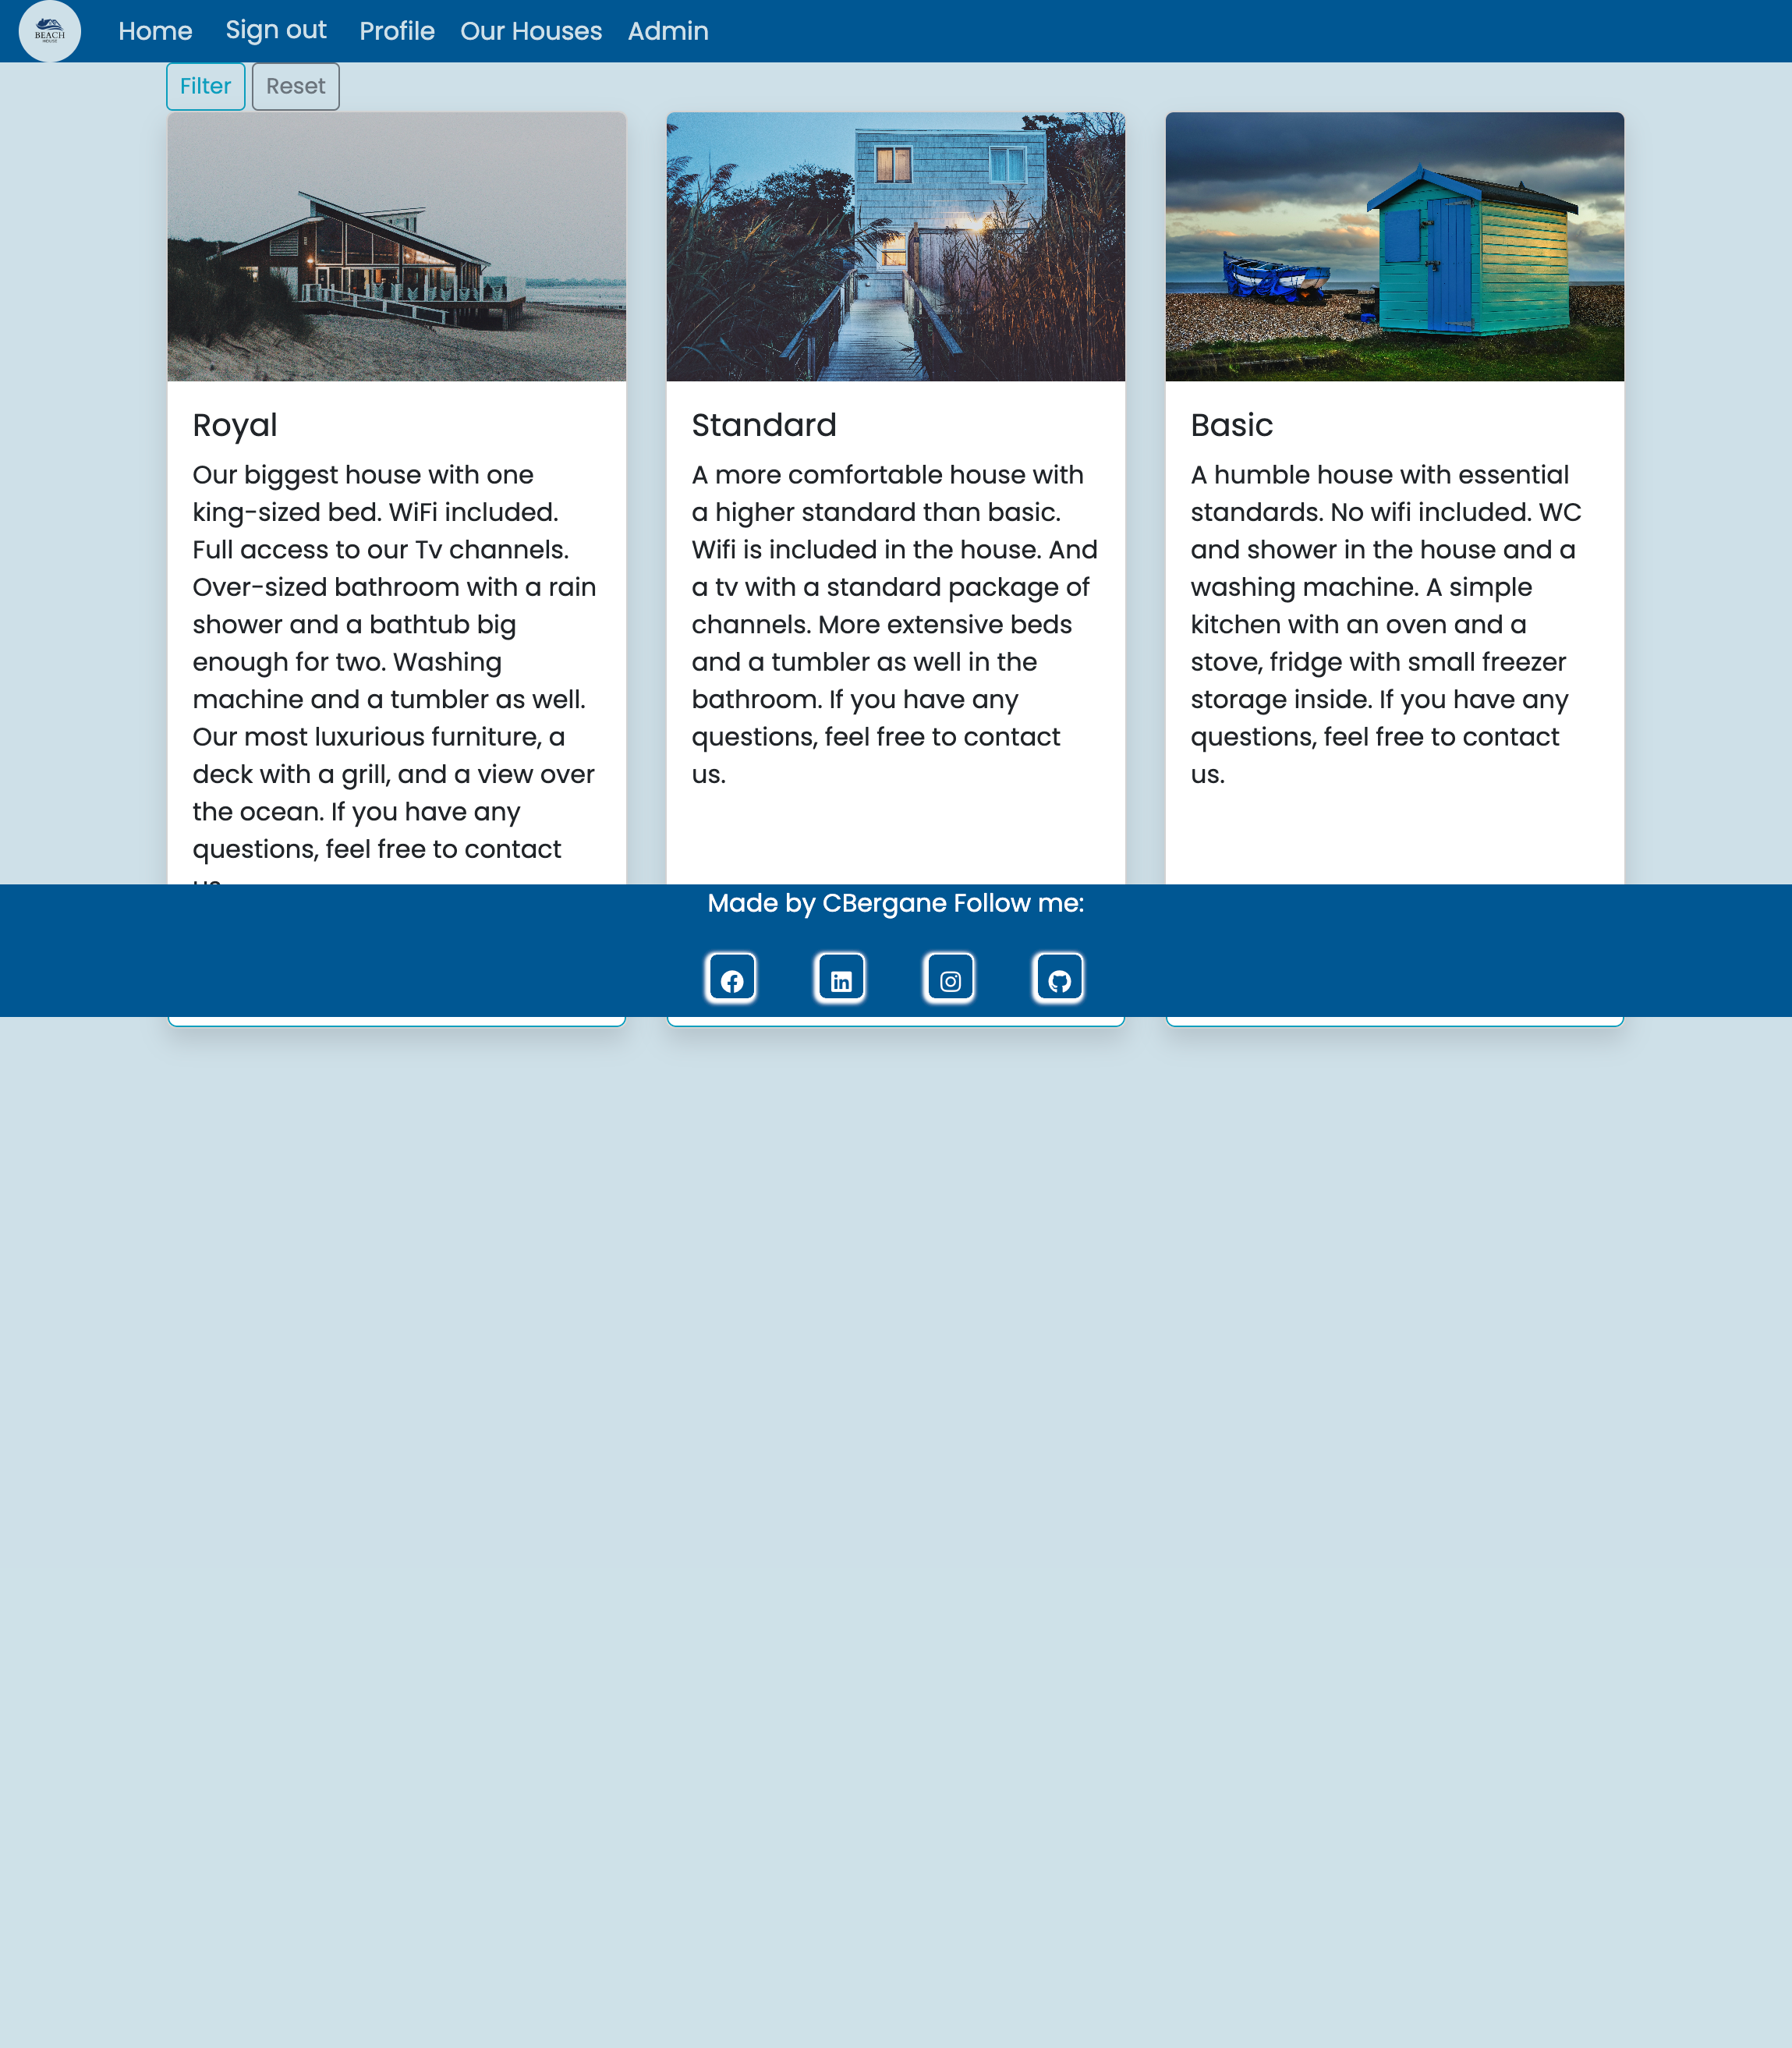 BEACH
HOUSE
Home Sign out Profile Our Houses Admin
Filter Reset
Royal
Our biggest house with one
king-sized bed. WiFi included.
Full access to our Tv channels.
Over-sized bathroom with a rain
shower and a bathtub big
enough for two. Washing
machine and a tumbler as well.
Our most luxurious furniture, a
deck with a grill, and a view over
the ocean. If you have any
questions, feel free to contact
Standard
A more comfortable house with
a higher standard than basic.
Wifi is included in the house. And
a tv with a standard package of
channels. More extensive beds
and a tumbler as well in the
bathroom. If you have any
questions, feel free to contact
us.
Basic
A humble house with essential
standards. No wifi included. WC
and shower in the house and a
washing machine. A simple
kitchen with an oven and a
stove, fridge with small freezer
storage inside. If you have any
questions, feel free to contact
us.
Made by CBergane Follow me: